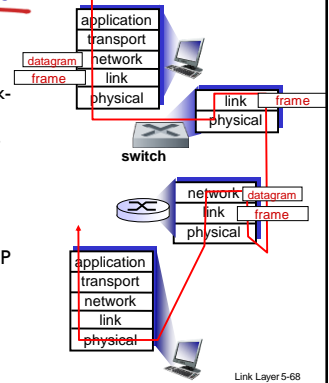 application
transport
datagram
network
frame
link
k-
physical
link
frame
physical
switch
network
datagram
link
frame
physical
P
application
transport
network
link
physical
Link Layer 5-68